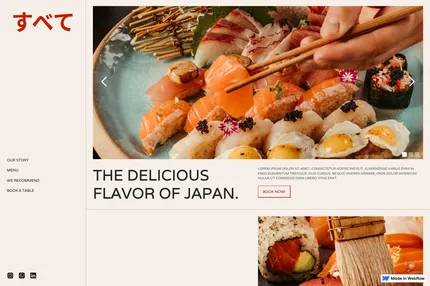 すべて
OUR STORY
MENU
WE RECOMMEND
BOOK A TABLE
THE DELICIOUS
FLAVOR OF JAPAN.
LOREM IPSUM DOLOR SIT AMET, CONSECTETUR ADIPISCING ELIT. SUSPENDISSE VARIUS ENIM IN
EROS ELEMENTUM TRISTIQUE. DUIS CURSUS, MI QUIS VIVERRA ORNARE, EROS DOLOR INTERDUM
NULLA, UT COMMODO DIAM LIBERO VITAE ERAT.
BOOK NOW!
Made in Webflow